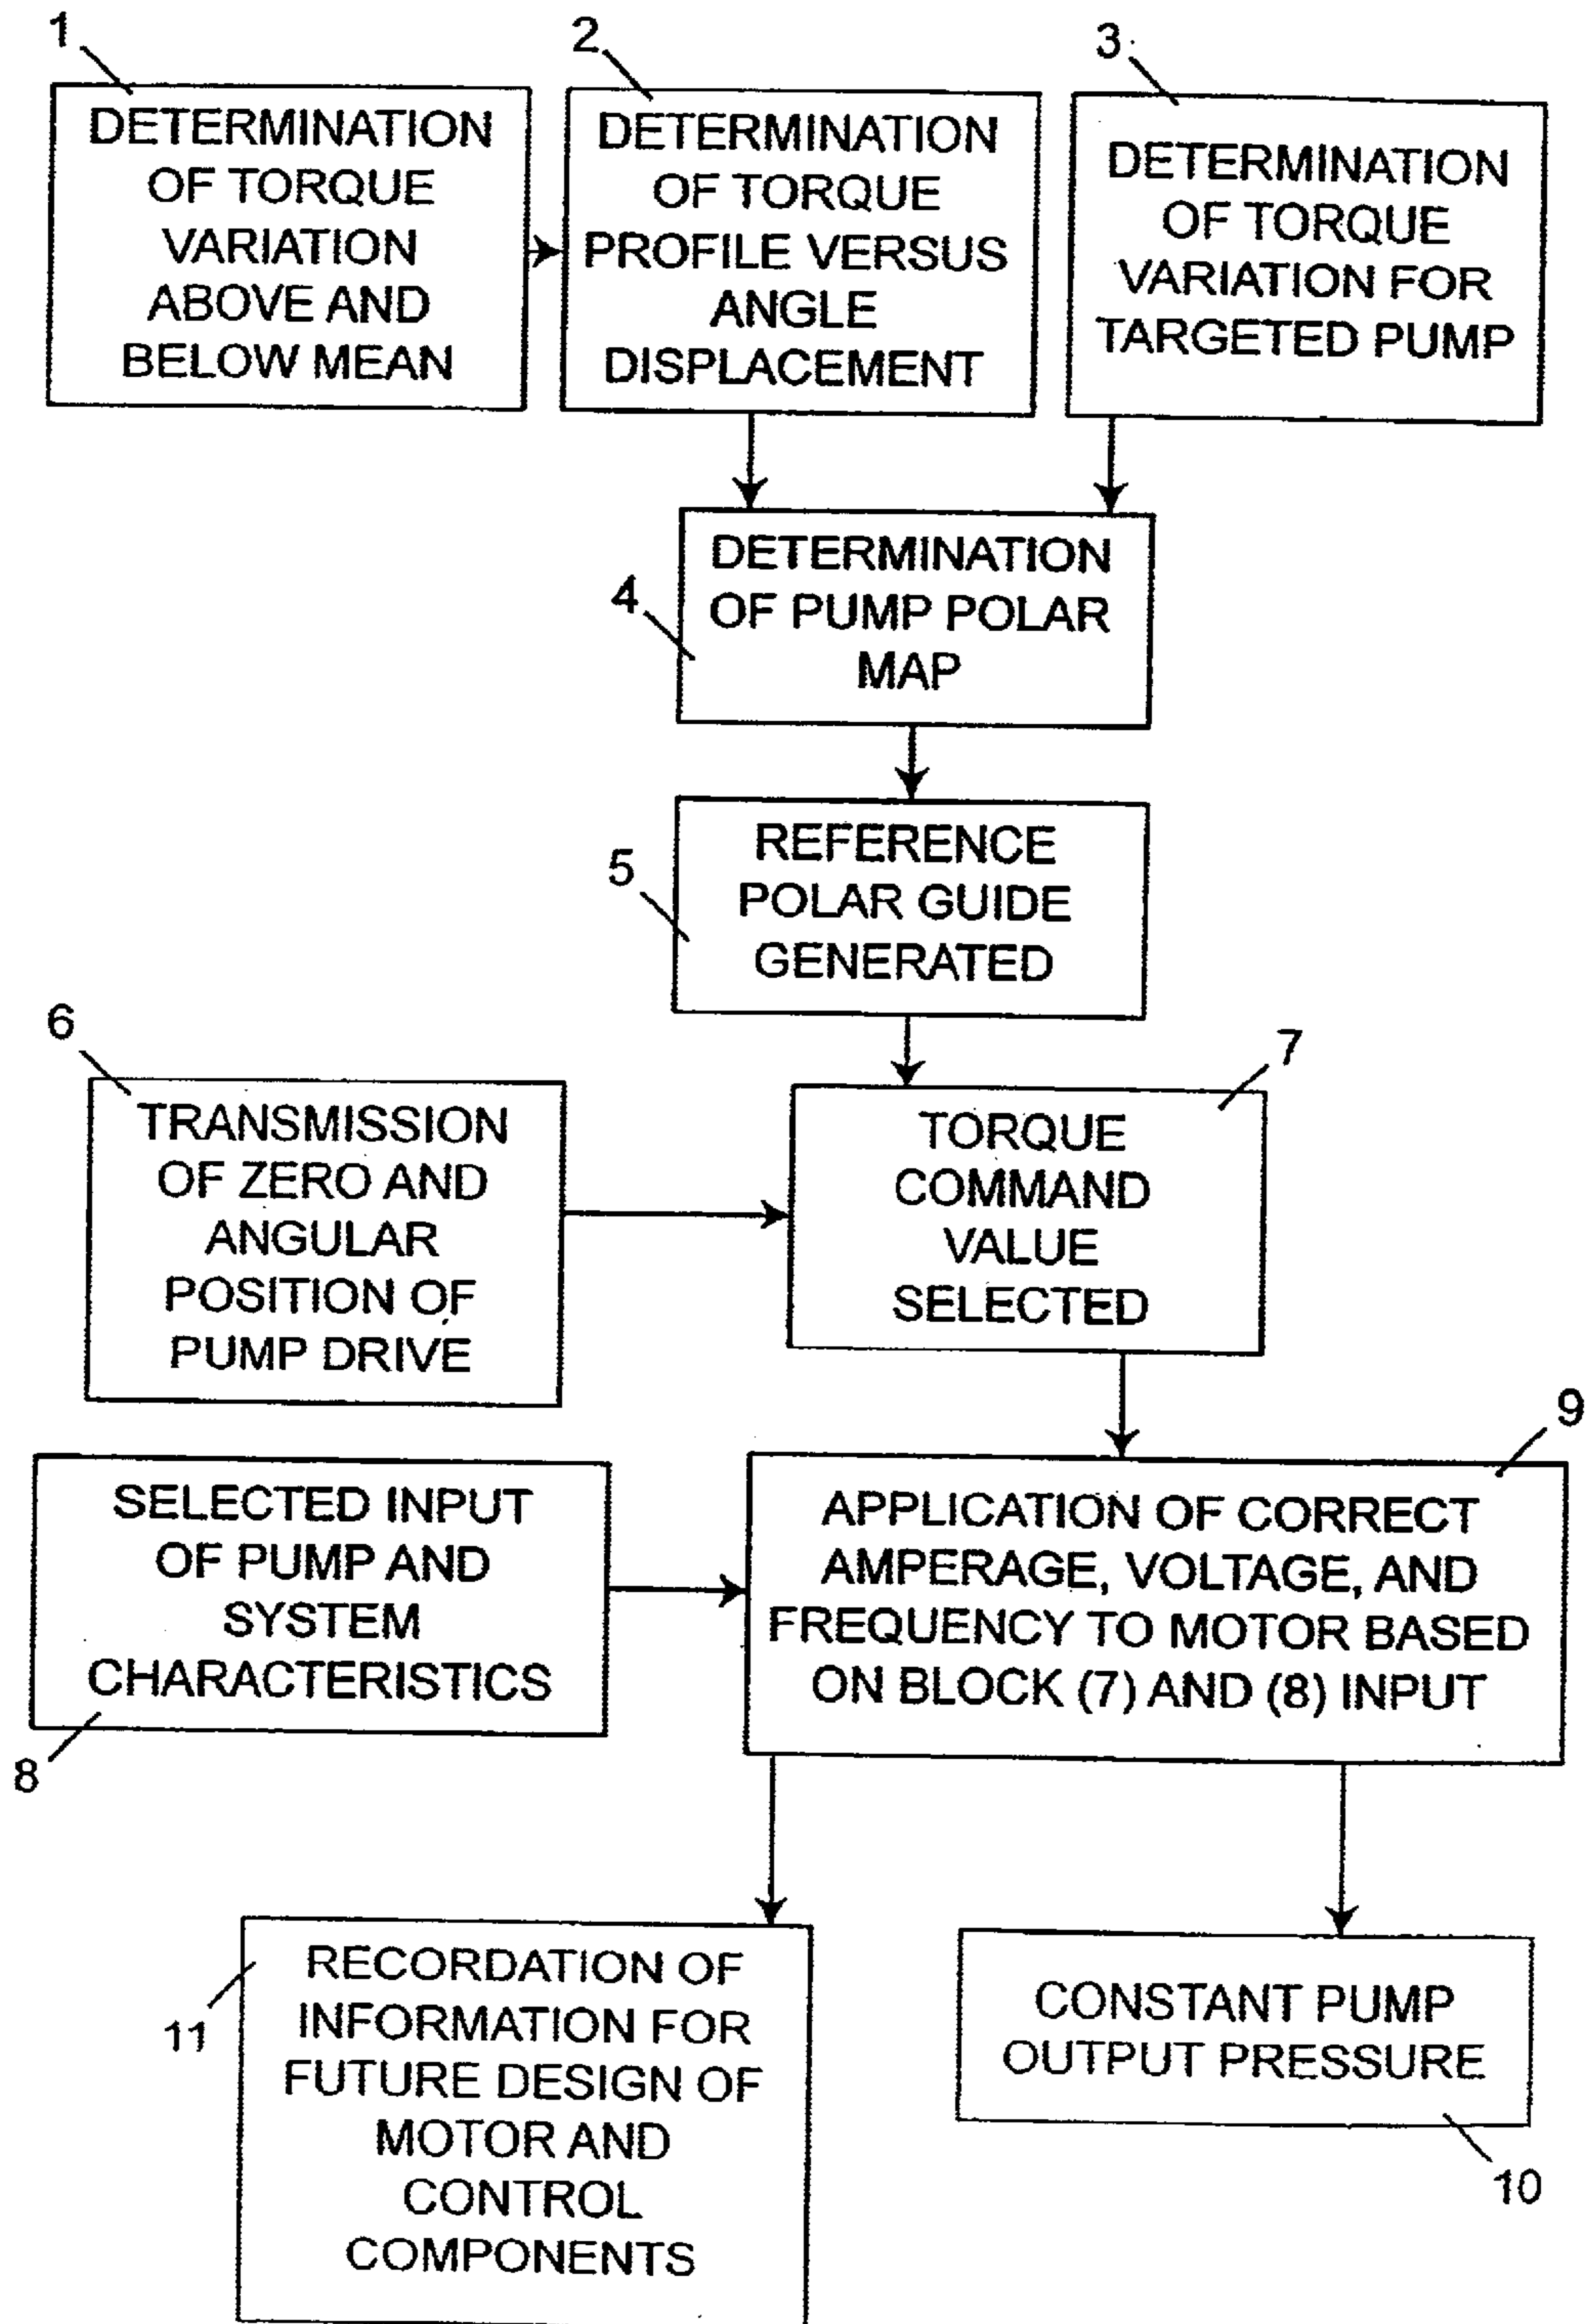 1
DETERMINATION
OF TORQUE
VARIATION
ABOVE AND
BELOW MEAN
2
DETERMINATION
OF TORQUE
PROFILE VERSUS
ANGLE
DISPLACEMENT
3
DETERMINATION
OF TORQUE
VARIATION FOR
TARGETED PUMP
4
DETERMINATION
OF PUMP POLAR
MAP
5
REFERENCE
POLAR GUIDE
GENERATED
6
TRANSMISSION
OF ZERO AND
ANGULAR
POSITION OF
PUMP DRIVE
7
TORQUE
COMMAND
VALUE
SELECTED
8
SELECTED INPUT
OF PUMP AND
SYSTEM
CHARACTERISTICS
9
APPLICATION OF CORRECT
AMPERAGE, VOLTAGE, AND
FREQUENCY TO MOTOR BASED
ON BLOCK (7) AND (8) INPUT
11
RECORDATION OF
INFORMATION FOR
FUTURE DESIGN OF
MOTOR AND
CONTROL
COMPONENTS
CONSTANT PUMP
OUTPUT PRESSURE
10